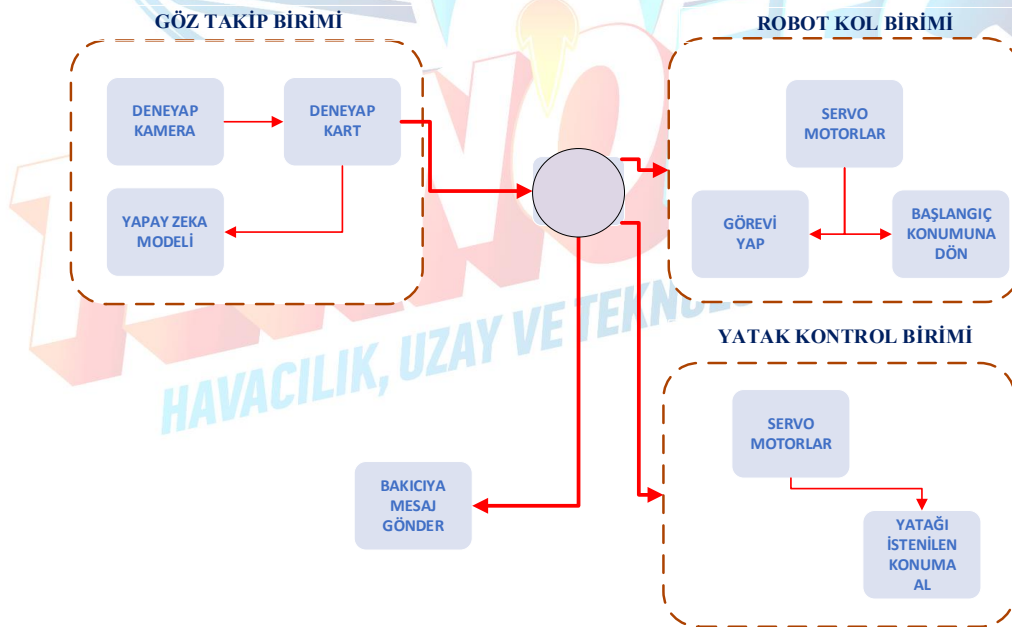 GÖZ TAKİP BİRİMİ
DENEYAP
KAMERA
DENEYAP
KART
YAPAY ZEKA
MODELİ
ROBOT KOL BİRİMİ
SERVO
MOTORLAR
GÖREVİ
YAP
BAŞLANGIÇ
KONUMUNA
DÖN
YATAK KONTROL BİRİMİ
SERVO
MOTORLAR
YATAĞI
İSTENİLEN
KONUMA
AL
BAKICIYA
MESAJ
GÖNDER
HAVACILIK, UZAY VE